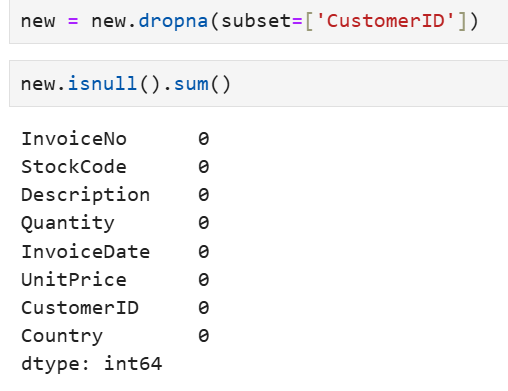 new = new.dropna(subset=['CustomerID'])
new.isnull().sum()
InvoiceNo 0
StockCode 0
Description 0
Quantity 0
InvoiceDate 0
UnitPrice 0
CustomerID 0
Country 0
dtype: int64